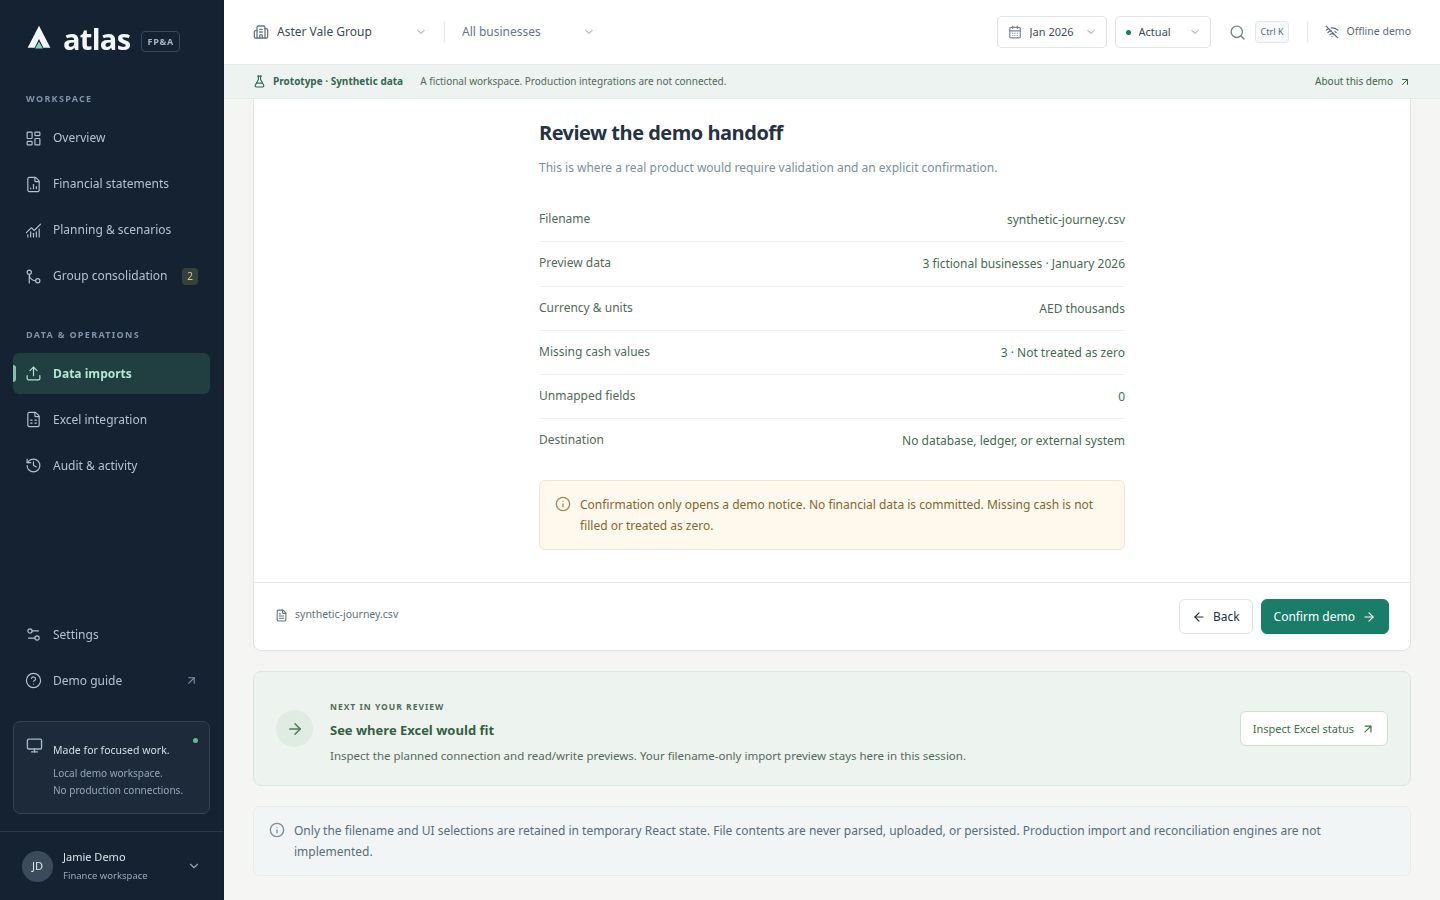 atlas FP&A
WORKSPACE
Overview
Financial statements
Planning & scenarios
Group consolidation 2
DATA & OPERATIONS
Data imports
Excel integration
Audit & activity
Settings
Demo guide
Made for focused work.
Local demo workspace.
No production connections.
JD
Jamie Demo
Finance workspace
Aster Vale Group
All businesses
Jan 2026
Actual
Ctrl K
Offline demo
Prototype · Synthetic data
A fictional workspace. Production integrations are not connected.
About this demo
Review the demo handoff
This is where a real product would require validation and an explicit confirmation.
Filename synthetic-journey.csv
Preview data 3 fictional businesses · January 2026
Currency & units AED thousands
Missing cash values 3 · Not treated as zero
Unmapped fields 0
Destination No database, ledger, or external system
Confirmation only opens a demo notice. No financial data is committed. Missing cash is not
filled or treated as zero.
synthetic-journey.csv
Back
Confirm demo
NEXT IN YOUR REVIEW
See where Excel would fit
Inspect the planned connection and read/write previews. Your filename-only import preview stays here in this session.
Inspect Excel status
Only the filename and UI selections are retained in temporary React state. File contents are never parsed, uploaded, or persisted. Production import and reconciliation engines are not
implemented.